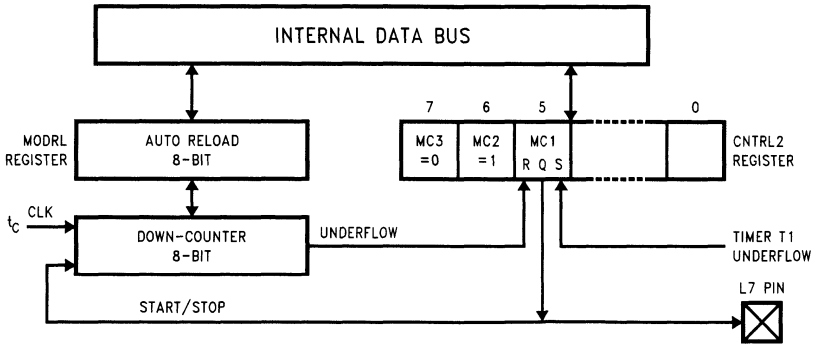 INTERNAL DATA BUS
7 6 5 0
MODRL
REGISTER
AUTO RELOAD
8-BIT
MC3
=0
MC2
=1
MC1
R Q S
CNTRL2
REGISTER
tC CLK
DOWN-COUNTER
8-BIT
UNDERFLOW
TIMER T1
UNDERFLOW
START/STOP
L7 PIN